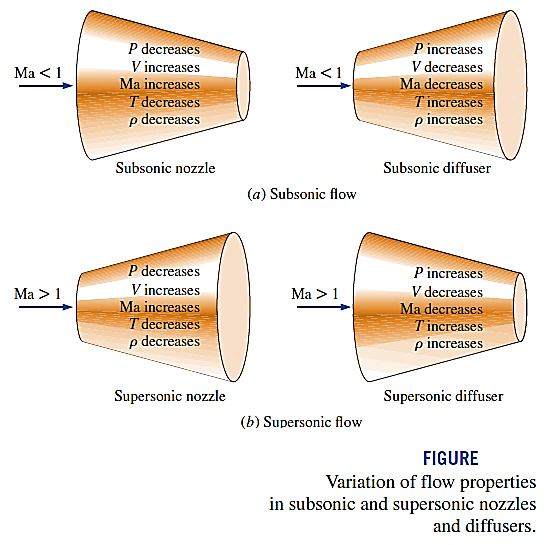 P decreases
V increases
Ma < 1
Ma increases
T decreases
ρ decreases
Subsonic nozzle
P increases
V decreases
Ma < 1
Ma decreases
T increases
ρ increases
Subsonic diffuser
(a) Subsonic flow
P decreases
V increases
Ma > 1
Ma increases
T decreases
ρ decreases
Supersonic nozzle
P increases
V decreases
Ma > 1
Ma decreases
T increases
ρ increases
Supersonic diffuser
(b) Supersonic flow
FIGURE
Variation of flow properties
in subsonic and supersonic nozzles
and diffusers.